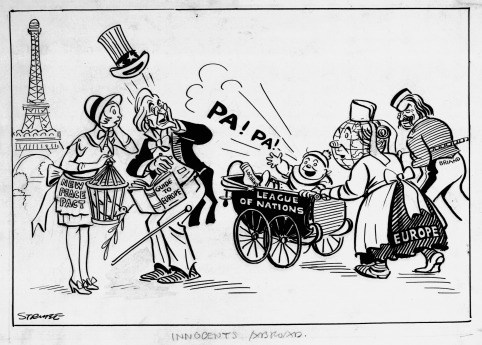 PA! PA!
NEW
PEACE
PACT
GUIDE
TO
EUROPE
LEAGUE
OF NATIONS
BRIAND
EUROPE
STRUBE
INNOCENTS ABROAD.